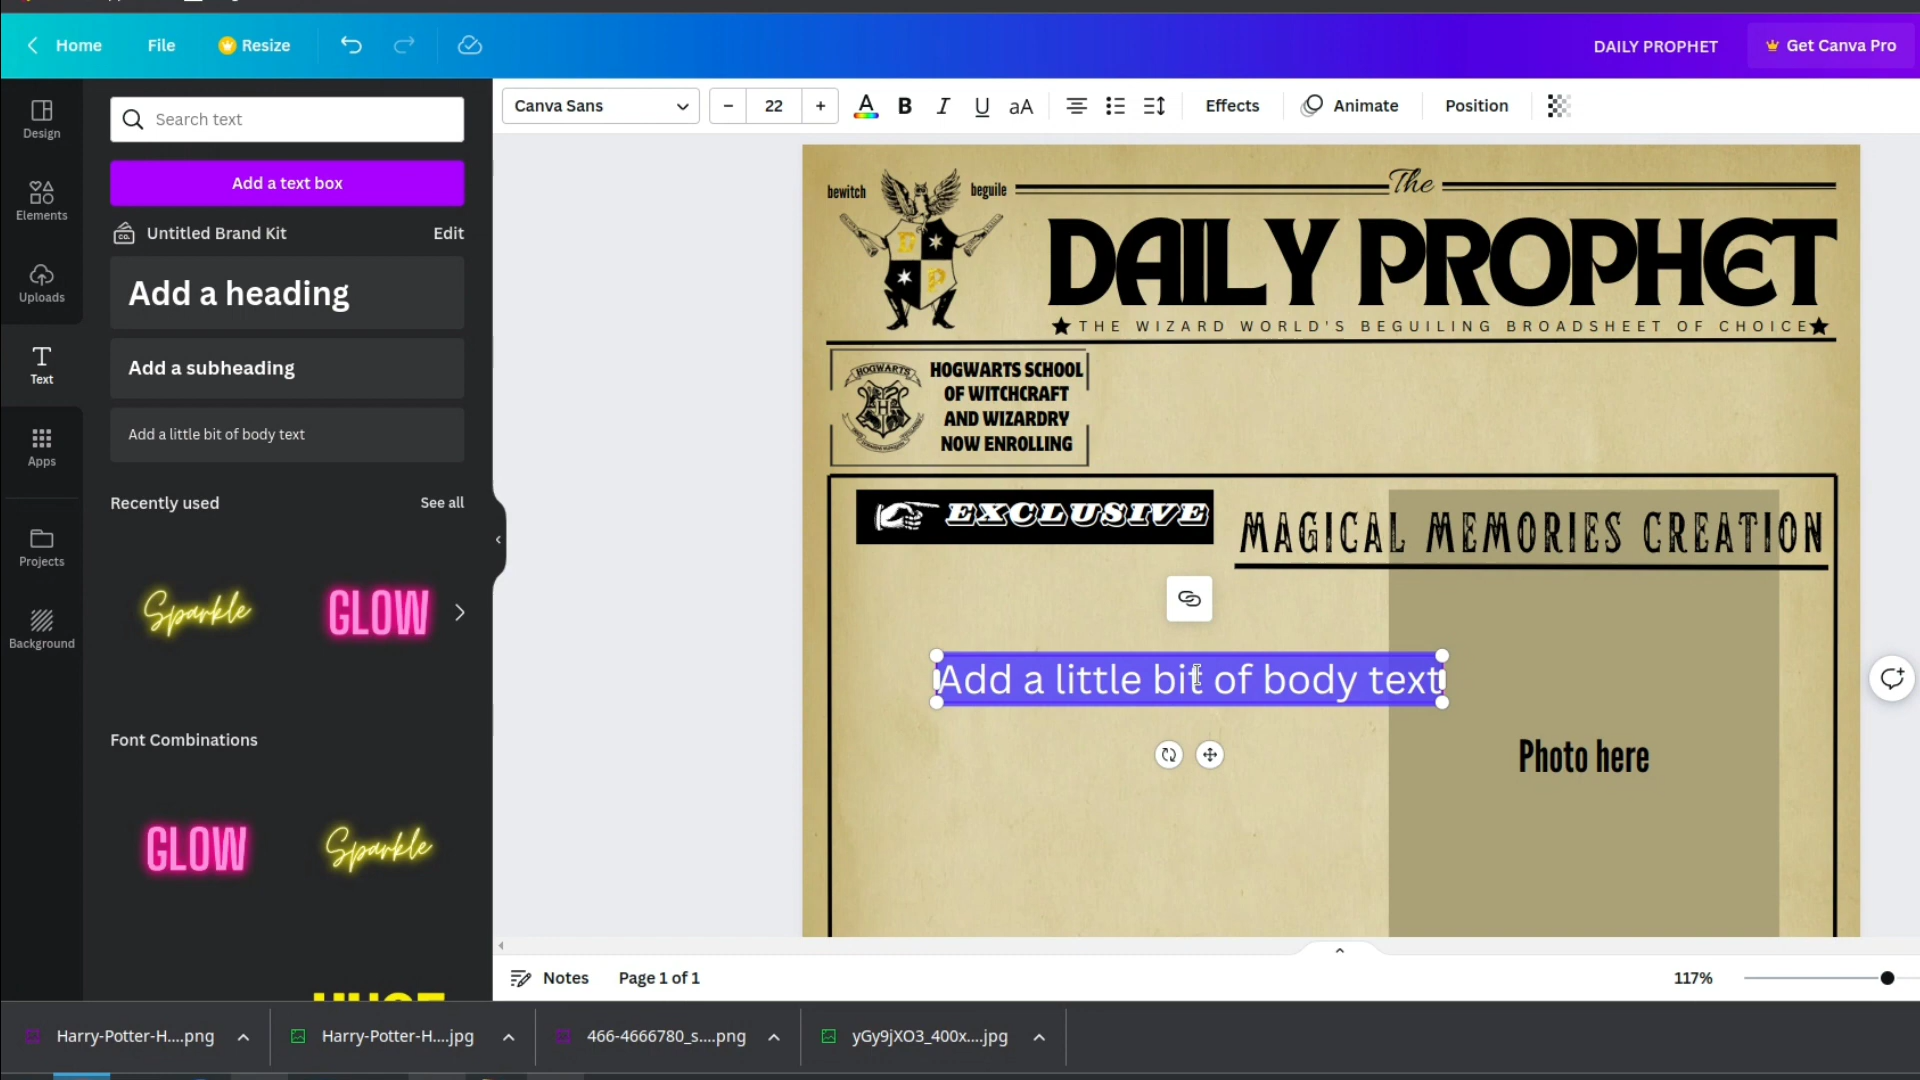 Home File Resize DAILY PROPHET Get Canva Pro
Design
Elements
Uploads
Text
Apps
Projects
Background
Search text
Add a text box
CO.
Untitled Brand Kit Edit
Add a heading
Add a subheading
Add a little bit of body text
Recently used See all
Sparkle GLOW
Font Combinations
GLOW Sparkle
Canva Sans - 22 + A B I U aA Effects Animate Position
bewitch beguile The
D P
DAILY PROPHET
THE WIZARD WORLD'S BEGUILING BROADSHEET OF CHOICE
HOGWARTS
H
HOGWARTS SCHOOL
OF WITCHCRAFT
AND WIZARDRY
NOW ENROLLING
EXCLUSIVE
MAGICAL MEMORIES CREATION
Add a little bit of body text
Photo here
Notes Page 1 of 1 117%
Harry-Potter-H....png Harry-Potter-H....jpg 466-4666780_s....png yGy9jXO3_400x....jpg